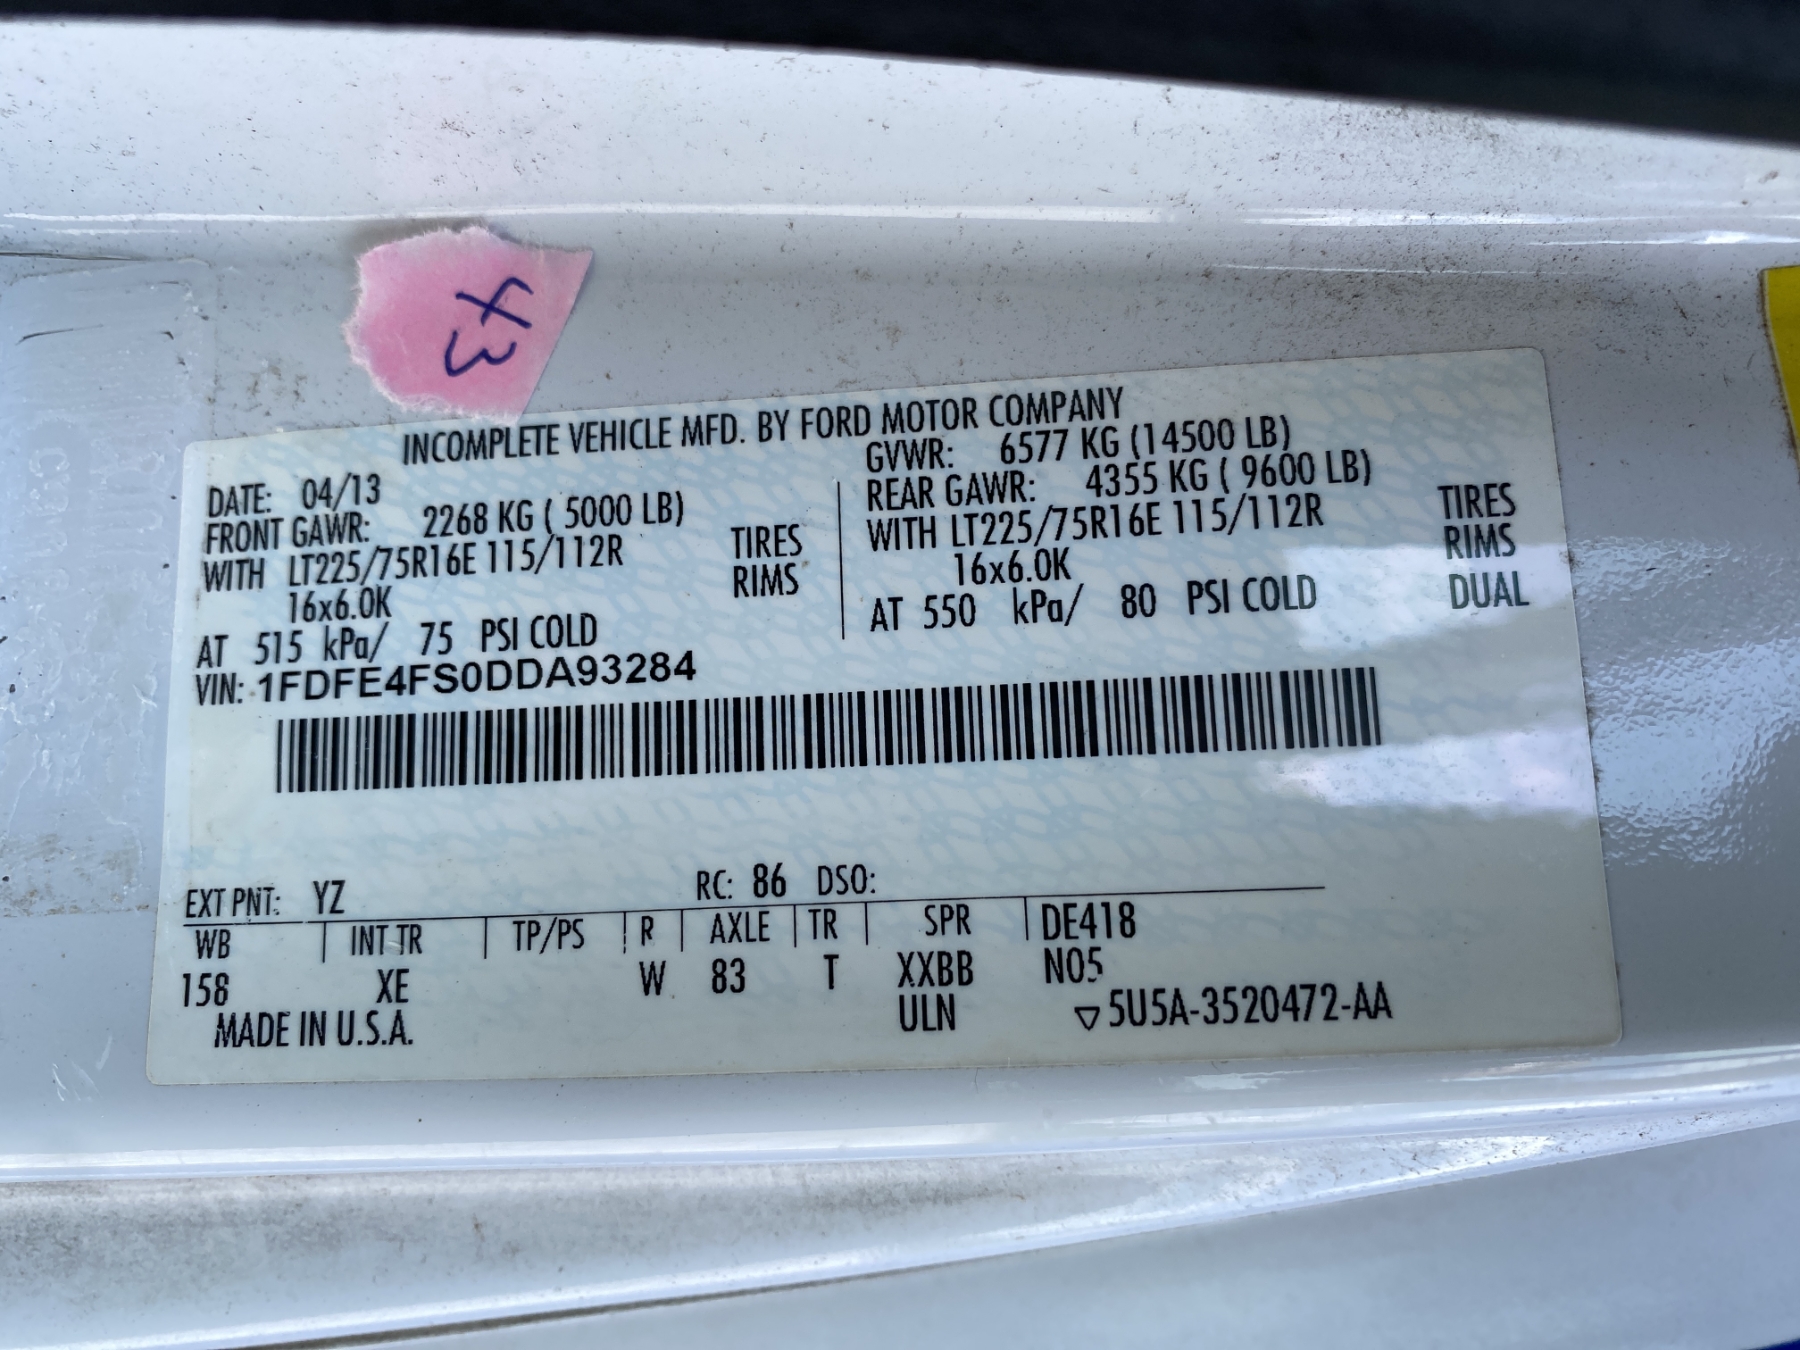 X3
INCOMPLETE VEHICLE MFD. BY FORD MOTOR COMPANY
DATE: 04/13 GVWR: 6577 KG (14500 LB)
FRONT GAWR: 2268 KG ( 5000 LB) REAR GAWR: 4355 KG ( 9600 LB)
WITH LT225/75R16E 115/112R TIRES WITH LT225/75R16E 115/112R TIRES
16x6.0K RIMS 16x6.0K RIMS
AT 515 kPa/ 75 PSI COLD AT 550 kPa/ 80 PSI COLD DUAL
VIN: 1FDFE4FS0DDA93284
EXT PNT: YZ RC: 86 DSO:
WB INT TR TP/PS R AXLE TR SPR DE418
158 XE W 83 T XXBB N05
MADE IN U.S.A. ULN ▽5U5A-3520472-AA